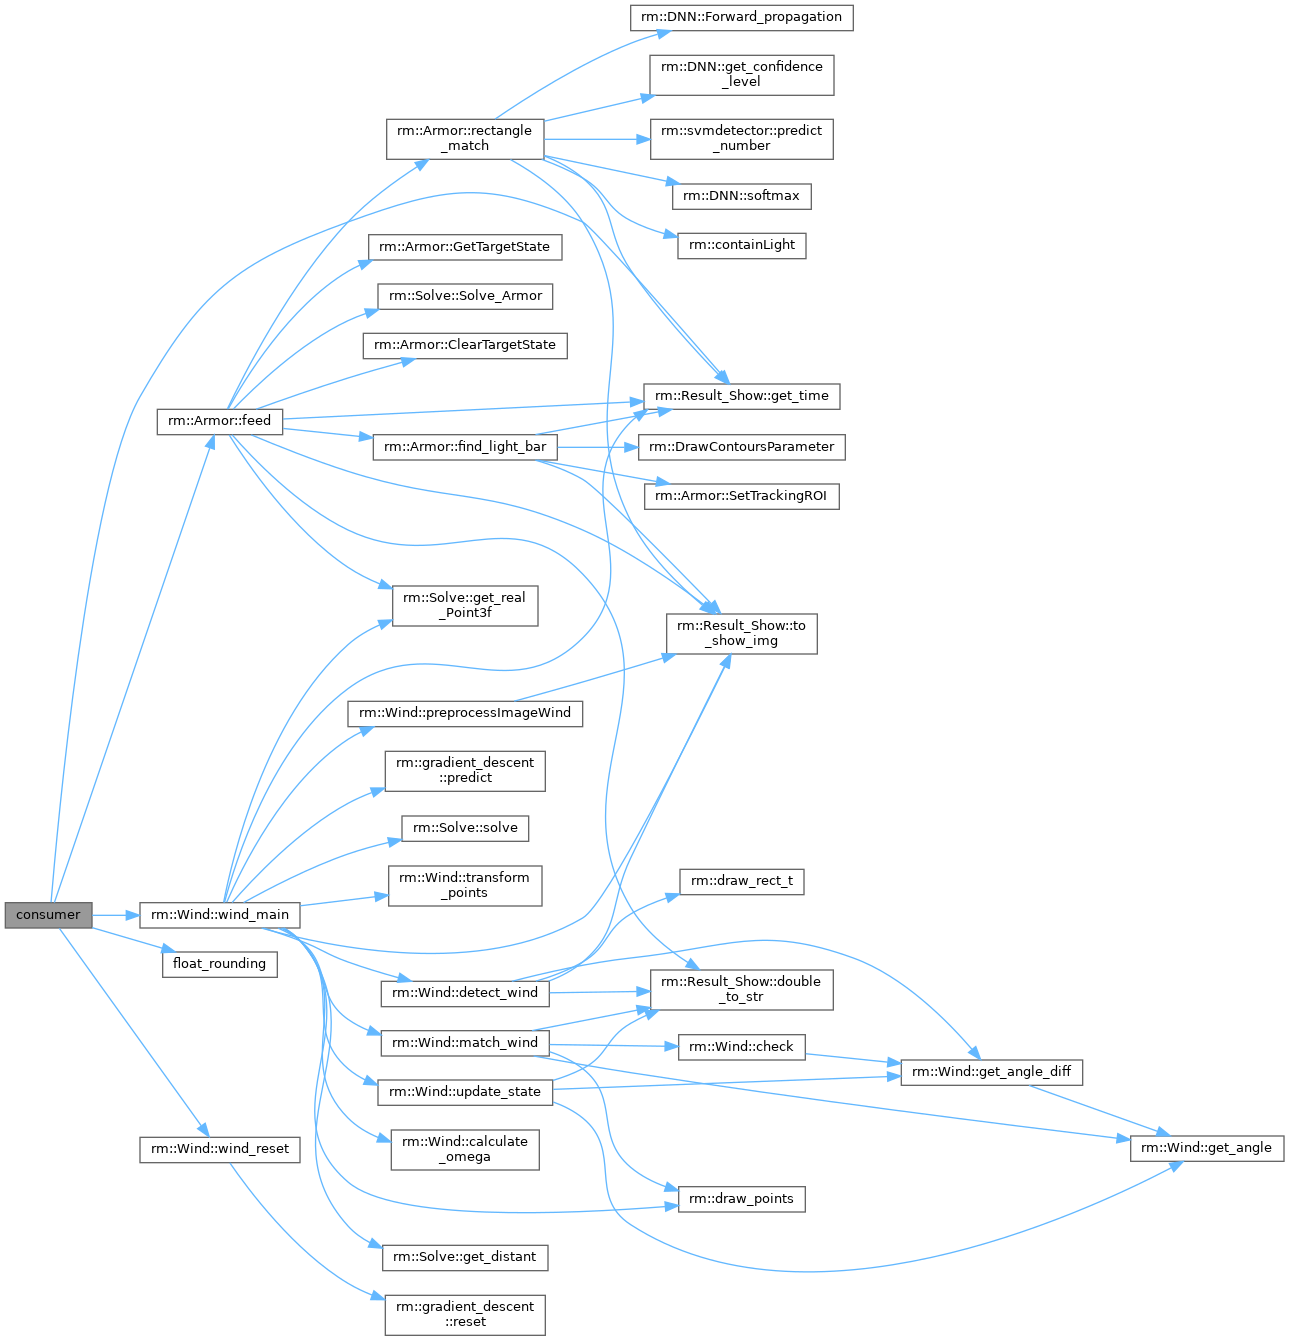 rm::DNN::Forward_propagation
rm::DNN::get_confidence
_level
rm::Armor::rectangle
_match
rm::svmdetector::predict
_number
rm::DNN::softmax
rm::containLight
rm::Armor::GetTargetState
rm::Solve::Solve_Armor
rm::Armor::ClearTargetState
rm::Result_Show::get_time
rm::Armor::feed
rm::Armor::find_light_bar
rm::DrawContoursParameter
rm::Armor::SetTrackingROI
rm::Solve::get_real
_Point3f
rm::Result_Show::to
_show_img
rm::Wind::preprocessImageWind
rm::gradient_descent
::predict
rm::Solve::solve
rm::Wind::transform
_points
rm::draw_rect_t
consumer
rm::Wind::wind_main
float_rounding
rm::Wind::detect_wind
rm::Result_Show::double
_to_str
rm::Wind::match_wind
rm::Wind::check
rm::Wind::get_angle_diff
rm::Wind::update_state
rm::Wind::wind_reset
rm::Wind::calculate
_omega
rm::Wind::get_angle
rm::draw_points
rm::Solve::get_distant
rm::gradient_descent
::reset